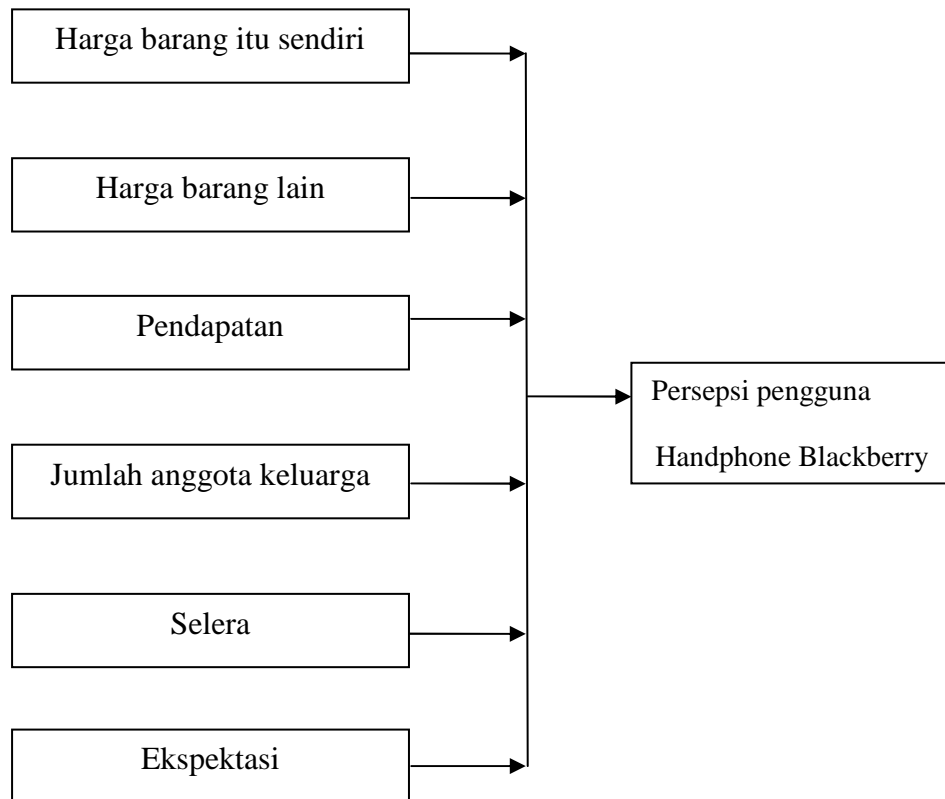 Harga barang itu sendiri
Harga barang lain
Pendapatan
Jumlah anggota keluarga
Selera
Ekspektasi
Persepsi pengguna
Handphone Blackberry